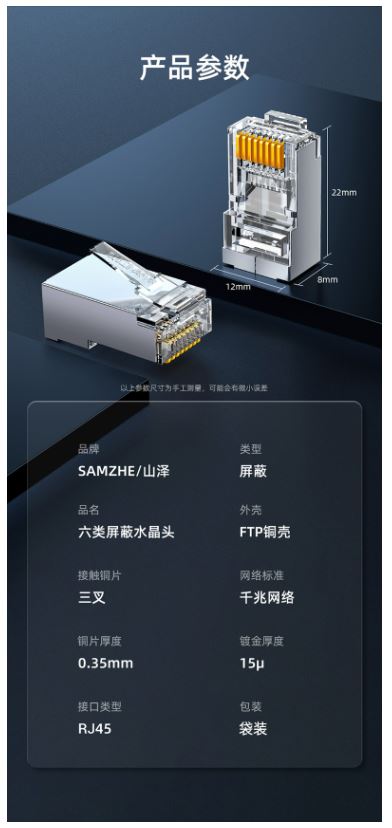 产品参数
22mm
12mm
8mm
以上参数尺寸为手工测量，可能会有微小误差
品牌
类型
SAMZHE/山泽
屏蔽
品名
外壳
六类屏蔽水晶头
FTP铜壳
接触铜片
网络标准
三叉
千兆网络
铜片厚度
镀金厚度
0.35mm
15μ
接口类型
包装
RJ45
袋装